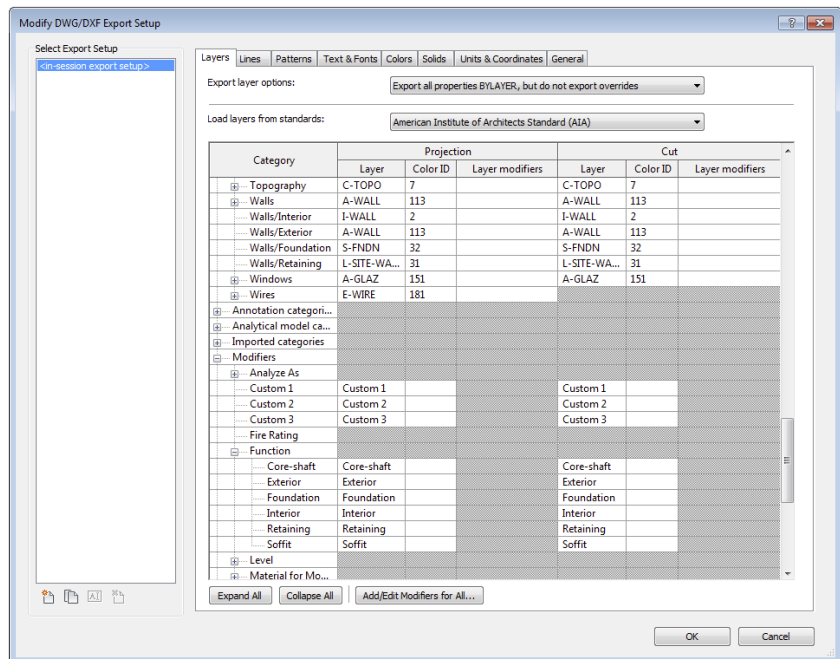 Modify DWG/DXF Export Setup
Select Export Setup
<in-session export setup>
Layers Lines Patterns Text & Fonts Colors Solids Units & Coordinates General
Export layer options: Export all properties BYLAYER, but do not export overrides
Load layers from standards: American Institute of Architects Standard (AIA)
Category Projection Cut
Layer Color ID Layer modifiers Layer Color ID Layer modifiers
Topography C-TOPO 7 C-TOPO 7
Walls A-WALL 113 A-WALL 113
Walls/Interior I-WALL 2 I-WALL 2
Walls/Exterior A-WALL 113 A-WALL 113
Walls/Foundation S-FNDN 32 S-FNDN 32
Walls/Retaining L-SITE-WA... 31 L-SITE-WA... 31
Windows A-GLAZ 151 A-GLAZ 151
Wires E-WIRE 181
Annotation categori...
Analytical model ca...
Imported categories
Modifiers
Analyze As
Custom 1 Custom 1 Custom 1
Custom 2 Custom 2 Custom 2
Custom 3 Custom 3 Custom 3
Fire Rating
Function
Core-shaft Core-shaft Core-shaft
Exterior Exterior Exterior
Foundation Foundation Foundation
Interior Interior Interior
Retaining Retaining Retaining
Soffit Soffit Soffit
Level
Material for Mo...
Expand All Collapse All Add/Edit Modifiers for All...
OK Cancel